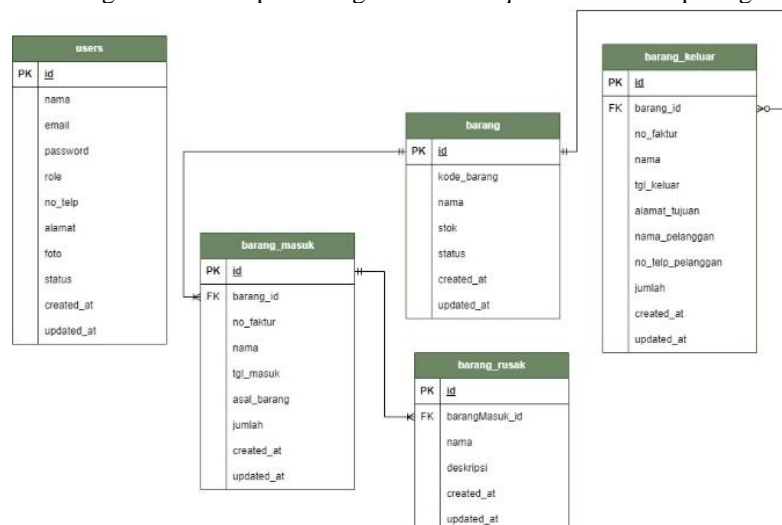 users
PK id
nama
email
password
role
no_telp
alamat
foto
status
created_at
updated_at
barang_masuk
PK id
FK barang_id
no_faktur
nama
tgl_masuk
asal_barang
jumlah
created_at
updated_at
barang
PK id
kode_barang
nama
stok
status
created_at
updated_at
barang_rusak
PK id
FK barangMasuk_id
nama
deskripsi
created_at
updated_at
barang_keluar
PK id
FK barang_id
no_faktur
nama
tgl_keluar
alamat_tujuan
nama_pelanggan
no_telp_pelanggan
jumlah
created_at
updated_at